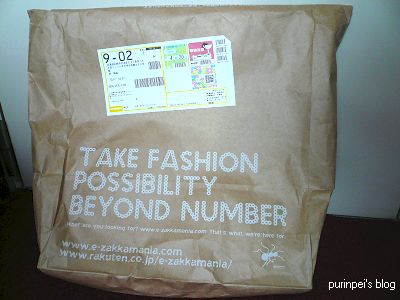 9-02
TAKE FASHION
POSSIBILITY
BEYOND NUMBER
What are you looking for? www.e-zakkamania.com That's what we're here for.
www.e-zakkamania.com
www.rakuten.co.jp/e-zakkamania/
purinpei's blog